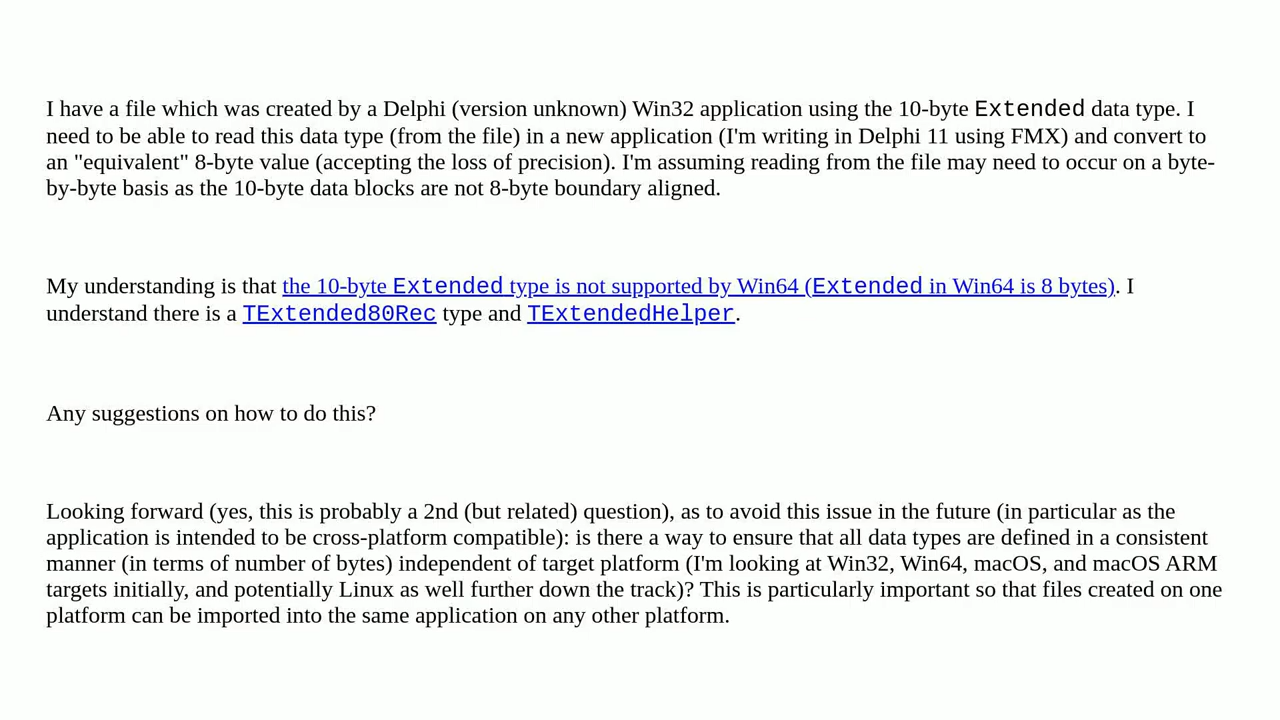 I have a file which was created by a Delphi (version unknown) Win32 application using the 10-byte Extended data type. I
need to be able to read this data type (from the file) in a new application (I'm writing in Delphi 11 using FMX) and convert to
an "equivalent" 8-byte value (accepting the loss of precision). I'm assuming reading from the file may need to occur on a byte-
by-byte basis as the 10-byte data blocks are not 8-byte boundary aligned.
My understanding is that the 10-byte Extended type is not supported by Win64 (Extended in Win64 is 8 bytes). I
understand there is a TExtended80Rec type and TExtendedHelper.
Any suggestions on how to do this?
Looking forward (yes, this is probably a 2nd (but related) question), as to avoid this issue in the future (in particular as the
application is intended to be cross-platform compatible): is there a way to ensure that all data types are defined in a consistent
manner (in terms of number of bytes) independent of target platform (I'm looking at Win32, Win64, macOS, and macOS ARM
targets initially, and potentially Linux as well further down the track)? This is particularly important so that files created on one
platform can be imported into the same application on any other platform.